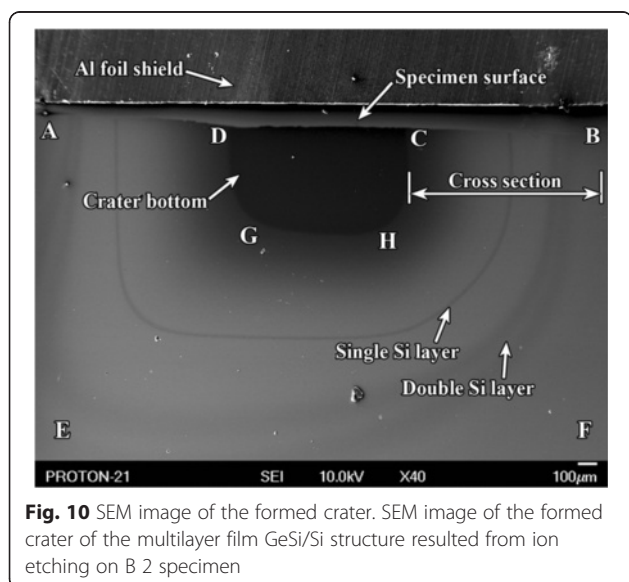 Al foil shield
Specimen surface
A
D
C
B
Crater bottom
Cross section
G
H
Single Si layer
Double Si layer
E
F
PROTON-21 SEI 10.0kV X40 100μm
Fig. 10 SEM image of the formed crater. SEM image of the formed
crater of the multilayer film GeSi/Si structure resulted from ion
etching on B 2 specimen